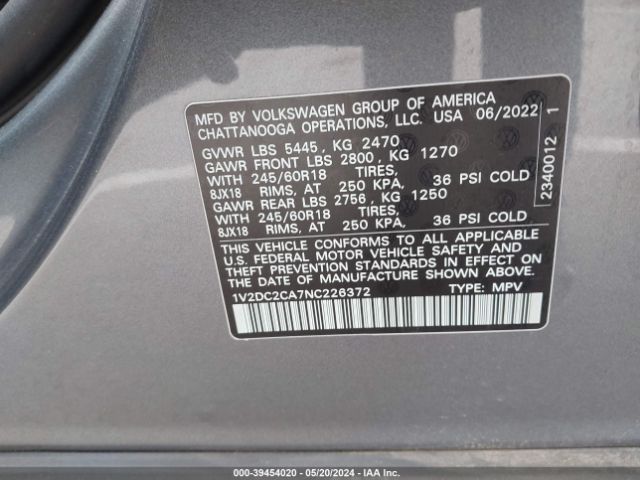 MFD BY VOLKSWAGEN GROUP OF AMERICA
CHATTANOOGA OPERATIONS, LLC. USA 06/2022
GVWR LBS 5445, KG 2470
GAWR FRONT LBS 2800, KG 1270
WITH 245/60R18 TIRES,
8JX18 RIMS, AT 250 KPA, 36 PSI COLD
GAWR REAR LBS 2756, KG 1250
WITH 245/60R18 TIRES,
8JX18 RIMS, AT 250 KPA, 36 PSI COLD
THIS VEHICLE CONFORMS TO ALL APPLICABLE
U.S. FEDERAL MOTOR VEHICLE SAFETY AND
THEFT PREVENTION STANDARDS IN EFFECT ON
THE DATE OF MANUFACTURE SHOWN ABOVE.
1V2DC2CA7NC226372 TYPE: MPV
2340012 1
000-39454020 - 05/20/2024 - IAA Inc.